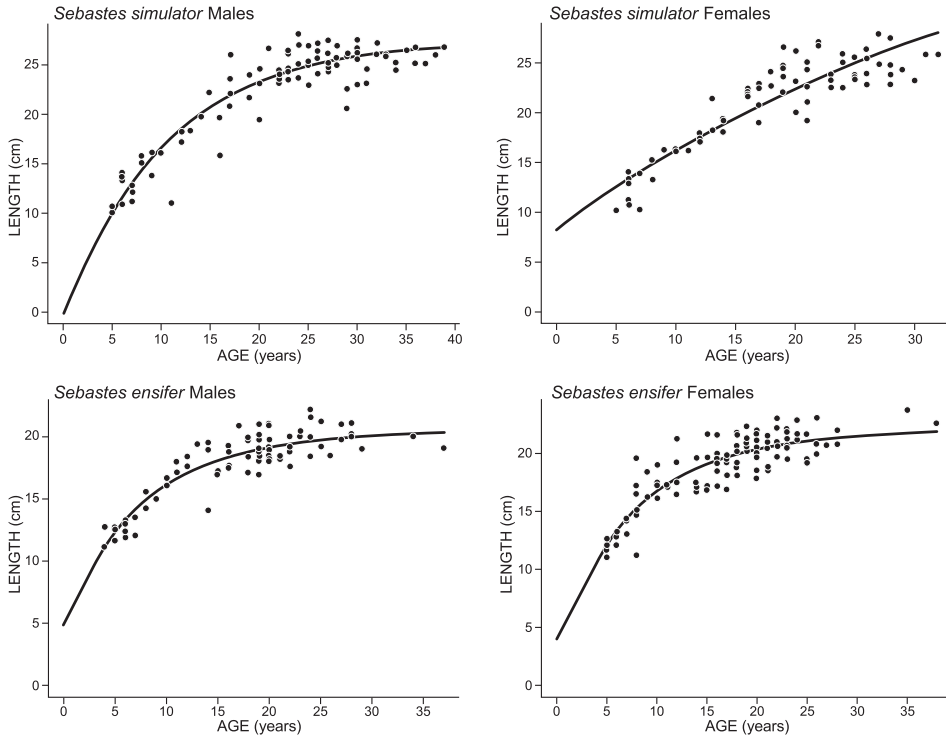 Sebastes simulator Males
LENGTH (cm)
25
20
15
10
5
0
0 5 10 15 20 25 30 35 40
AGE (years)
Sebastes simulator Females
LENGTH (cm)
25
20
15
10
5
0
0 5 10 15 20 25 30
AGE (years)
Sebastes ensifer Males
LENGTH (cm)
20
15
10
5
0
0 5 10 15 20 25 30 35
AGE (years)
Sebastes ensifer Females
LENGTH (cm)
20
15
10
5
0
0 5 10 15 20 25 30 35
AGE (years)